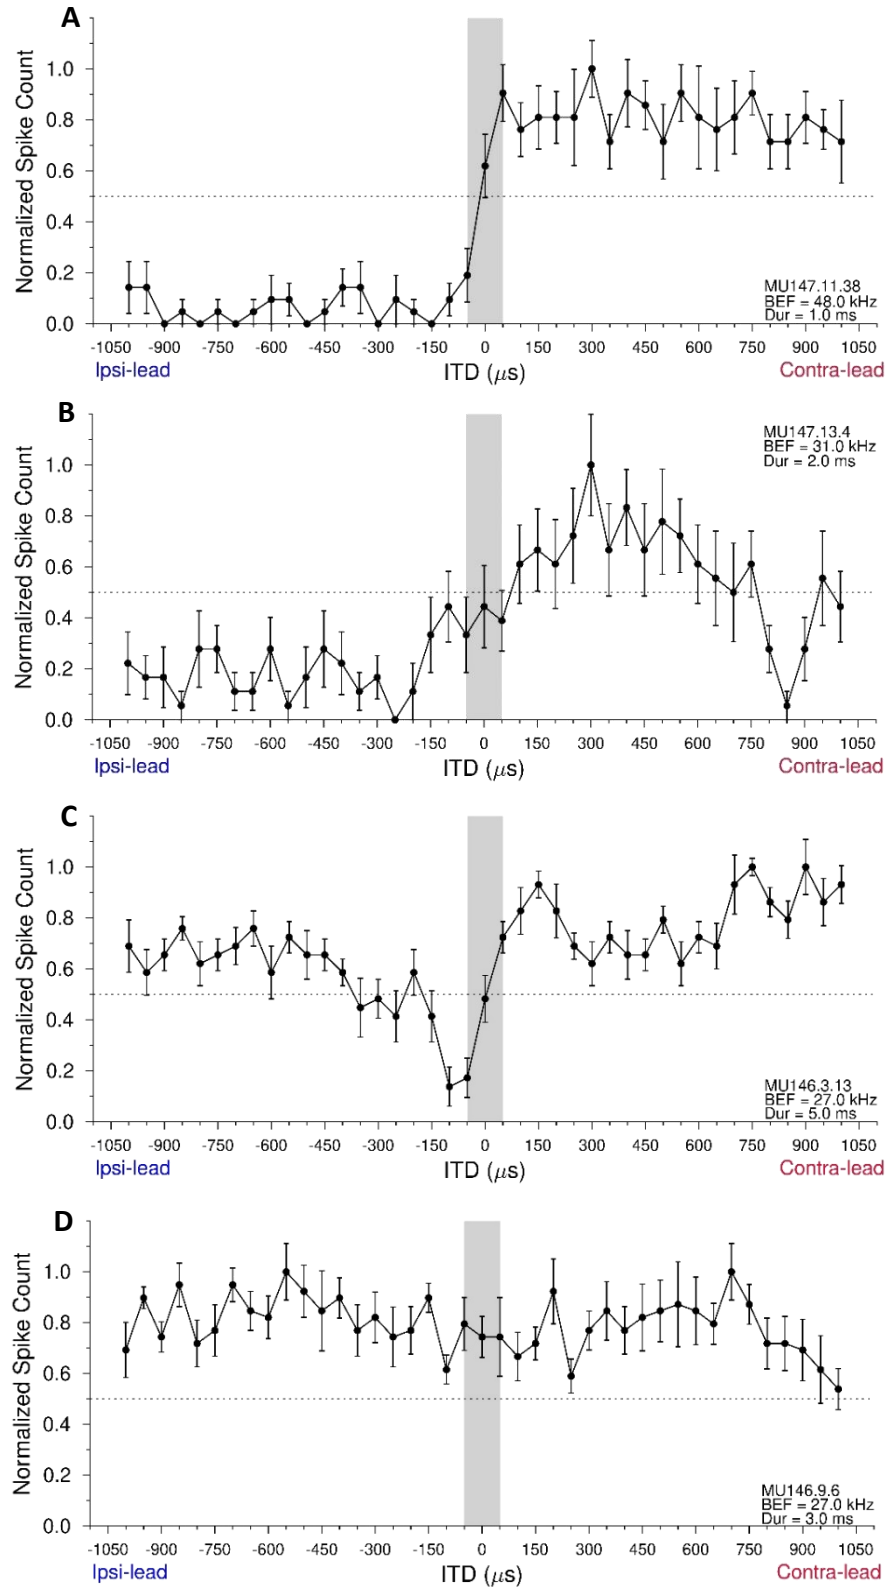 A
Normalized Spike Count
1.0
0.8
0.6
0.4
0.2
0.0
MU147.11.38
BEF = 48.0 kHz
Dur = 1.0 ms
-1050 -900 -750 -600 -450 -300 -150 0 150 300 450 600 750 900 1050
Ipsi-lead ITD (μs) Contra-lead
B
Normalized Spike Count
1.0
0.8
0.6
0.4
0.2
0.0
MU147.13.4
BEF = 31.0 kHz
Dur = 2.0 ms
-1050 -900 -750 -600 -450 -300 -150 0 150 300 450 600 750 900 1050
Ipsi-lead ITD (μs) Contra-lead
C
Normalized Spike Count
1.0
0.8
0.6
0.4
0.2
0.0
MU146.3.13
BEF = 27.0 kHz
Dur = 5.0 ms
-1050 -900 -750 -600 -450 -300 -150 0 150 300 450 600 750 900 1050
Ipsi-lead ITD (μs) Contra-lead
D
Normalized Spike Count
1.0
0.8
0.6
0.4
0.2
0.0
MU146.9.6
BEF = 27.0 kHz
Dur = 3.0 ms
-1050 -900 -750 -600 -450 -300 -150 0 150 300 450 600 750 900 1050
Ipsi-lead ITD (μs) Contra-lead